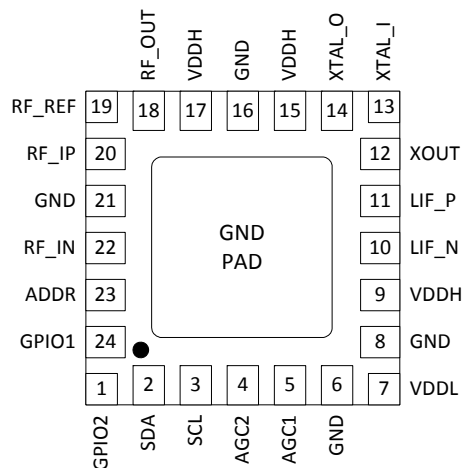 RF_OUT
VDDH
GND
VDDH
XTAL_O
XTAL_I
RF_REF 19 18 17 16 15 14 13
RF_IP 20 12 XOUT
GND 21 11 LIF_P
RF_IN 22 GND 10 LIF_N
PAD
ADDR 23 9 VDDH
GPIO1 24 8 GND
1 2 3 4 5 6 7 VDDL
GPIO2
SDA
SCL
AGC2
AGC1
GND